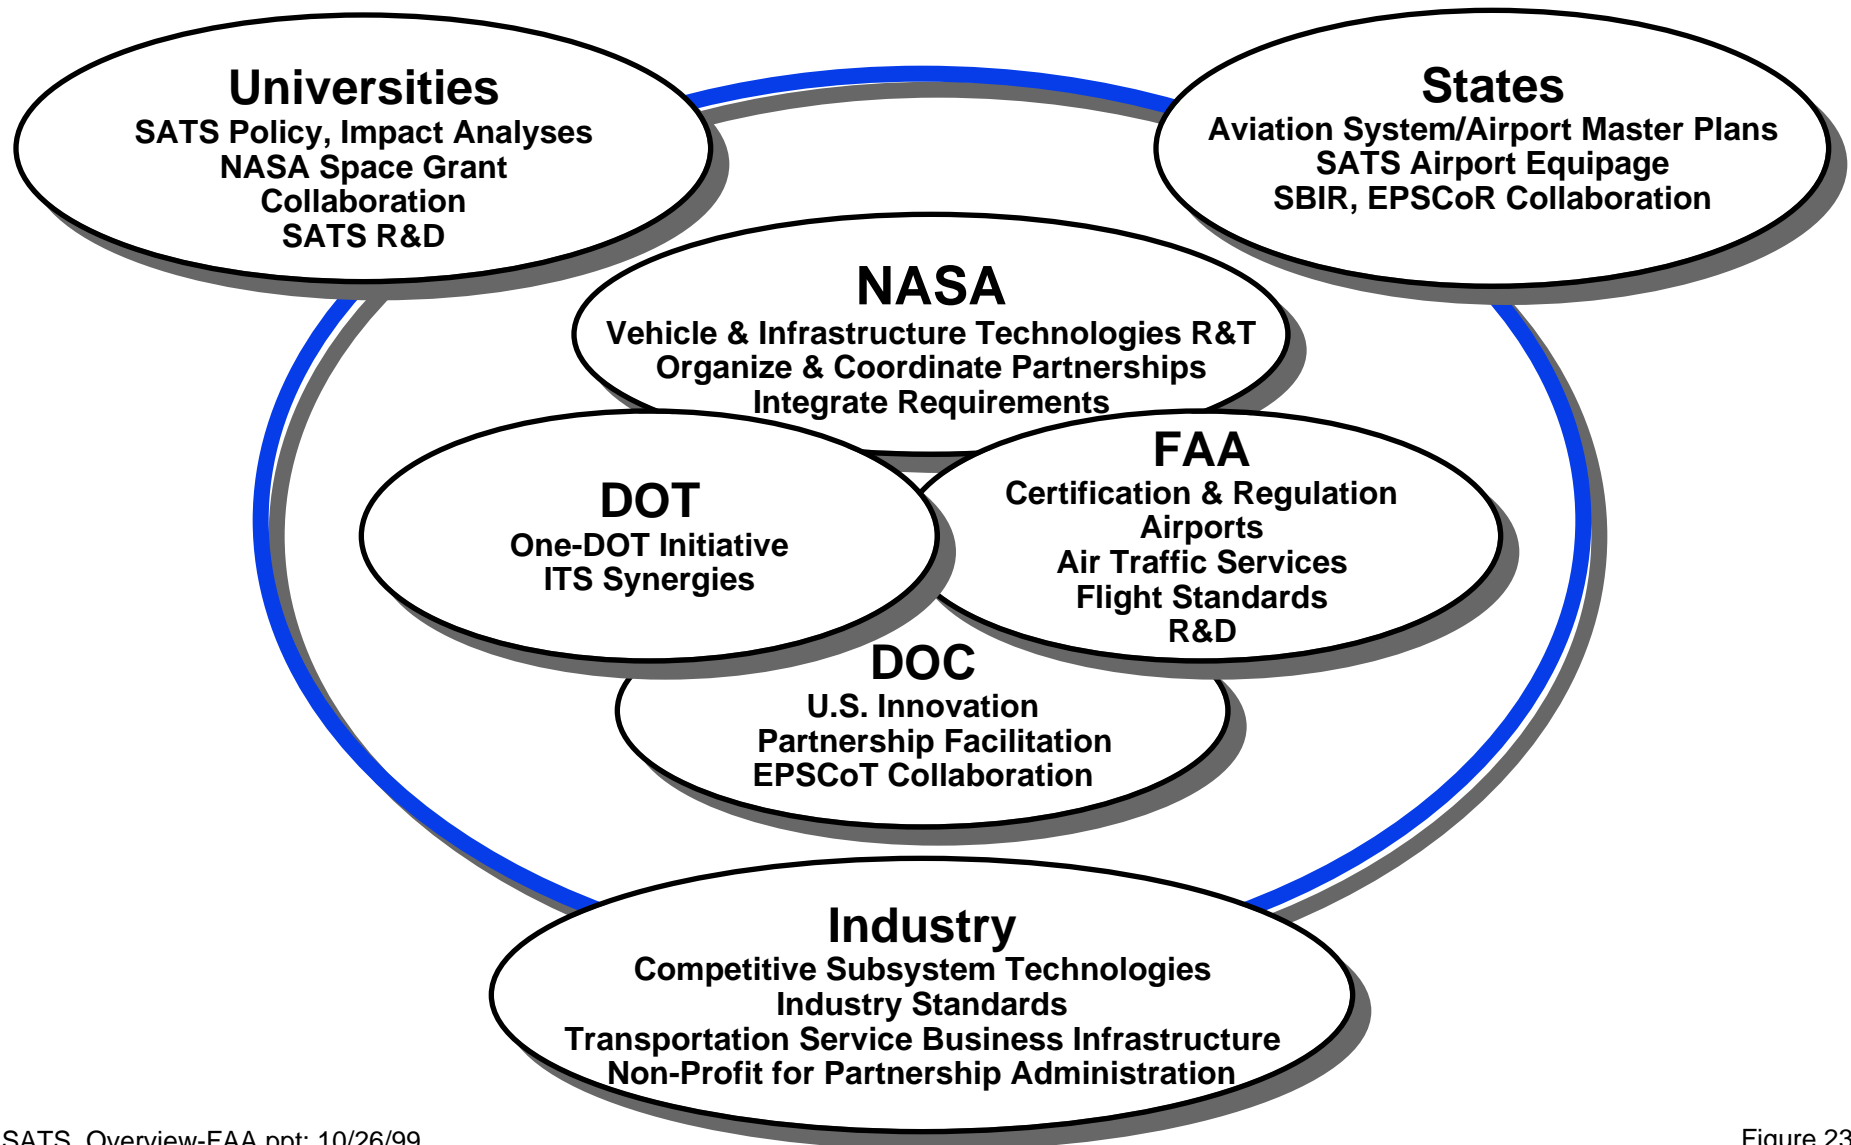 Universities
SATS Policy, Impact Analyses
NASA Space Grant
Collaboration
SATS R&D
States
Aviation System/Airport Master Plans
SATS Airport Equipage
SBIR, EPSCoR Collaboration
NASA
Vehicle & Infrastructure Technologies R&T
Organize & Coordinate Partnerships
Integrate Requirements
DOT
One-DOT Initiative
ITS Synergies
FAA
Certification & Regulation
Airports
Air Traffic Services
Flight Standards
R&D
DOC
U.S. Innovation
Partnership Facilitation
EPSCoT Collaboration
Industry
Competitive Subsystem Technologies
Industry Standards
Transportation Service Business Infrastructure
Non-Profit for Partnership Administration
SATS_Overview-FAA.ppt; 10/26/99
Figure 23